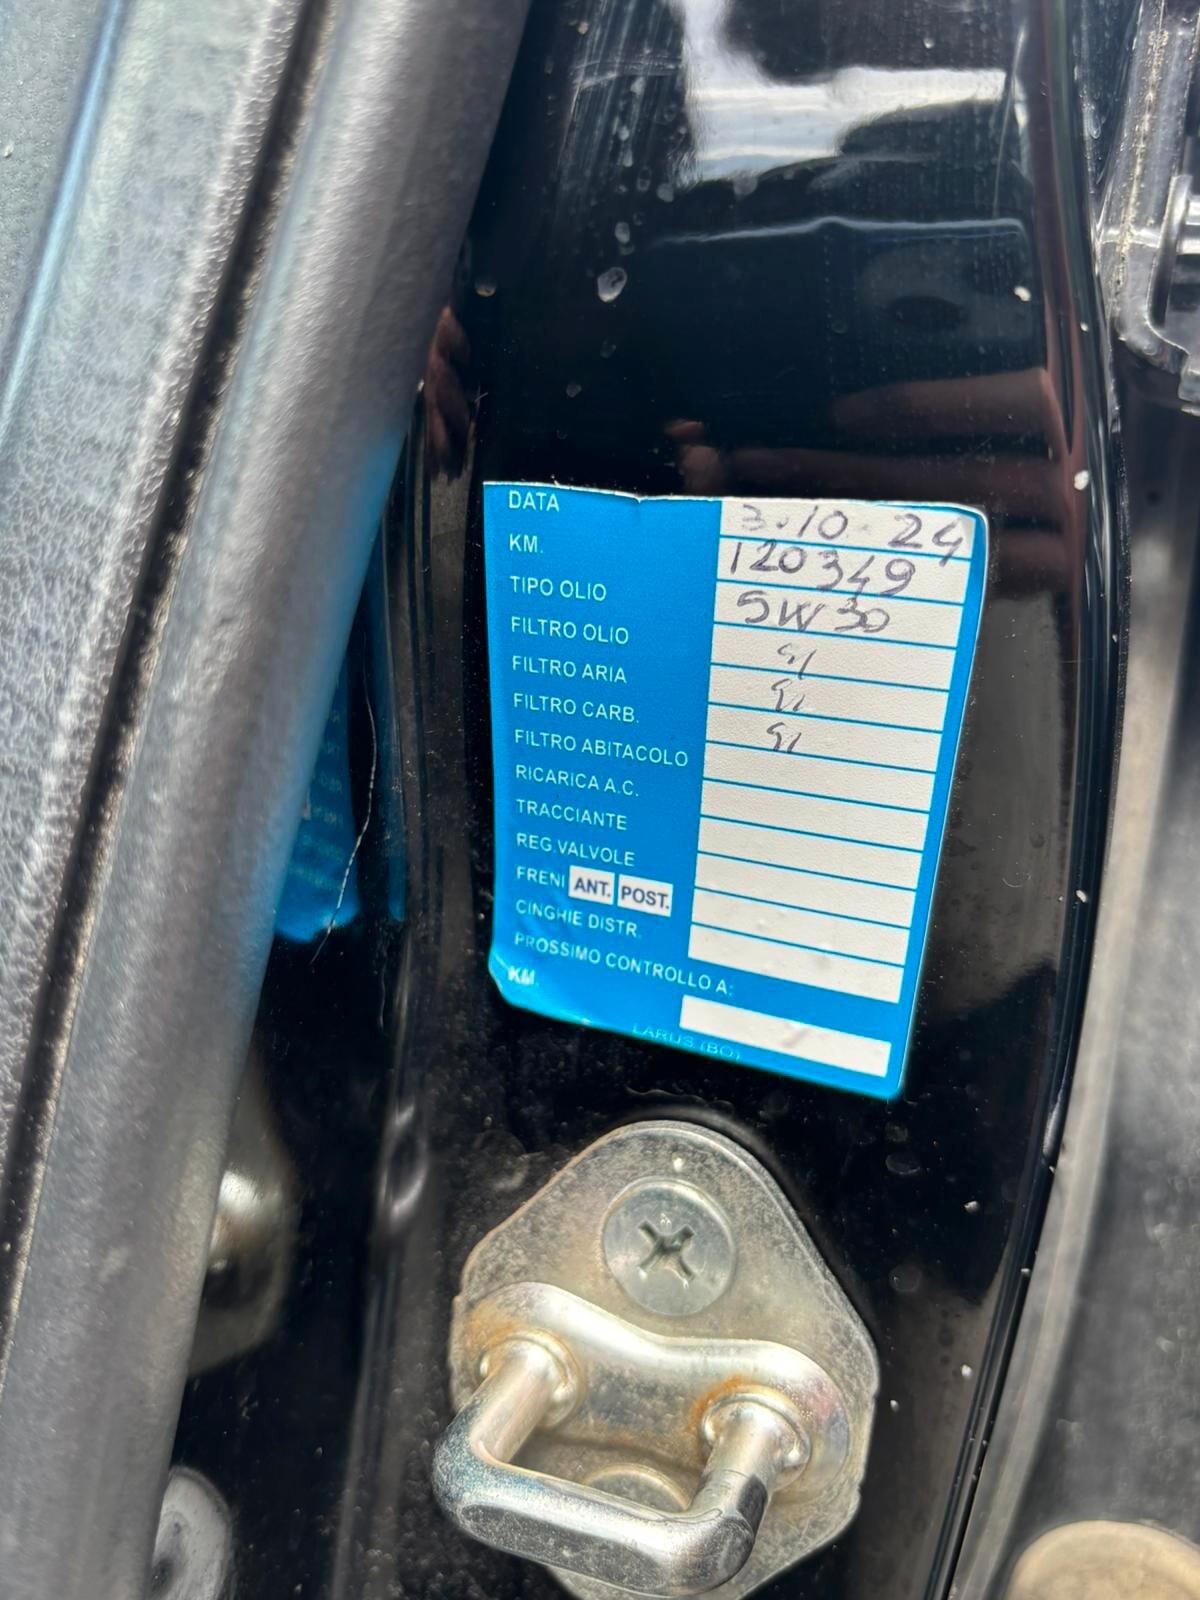 DATA 3.10.24
KM. 120349
TIPO OLIO 5W30
FILTRO OLIO si
FILTRO ARIA si
FILTRO CARB. si
FILTRO ABITACOLO
RICARICA A.C.
TRACCIANTE
REG.VALVOLE
FRENI ANT. POST.
CINGHIE DISTR.
PROSSIMO CONTROLLO A:
KM.
LARUS (BO)